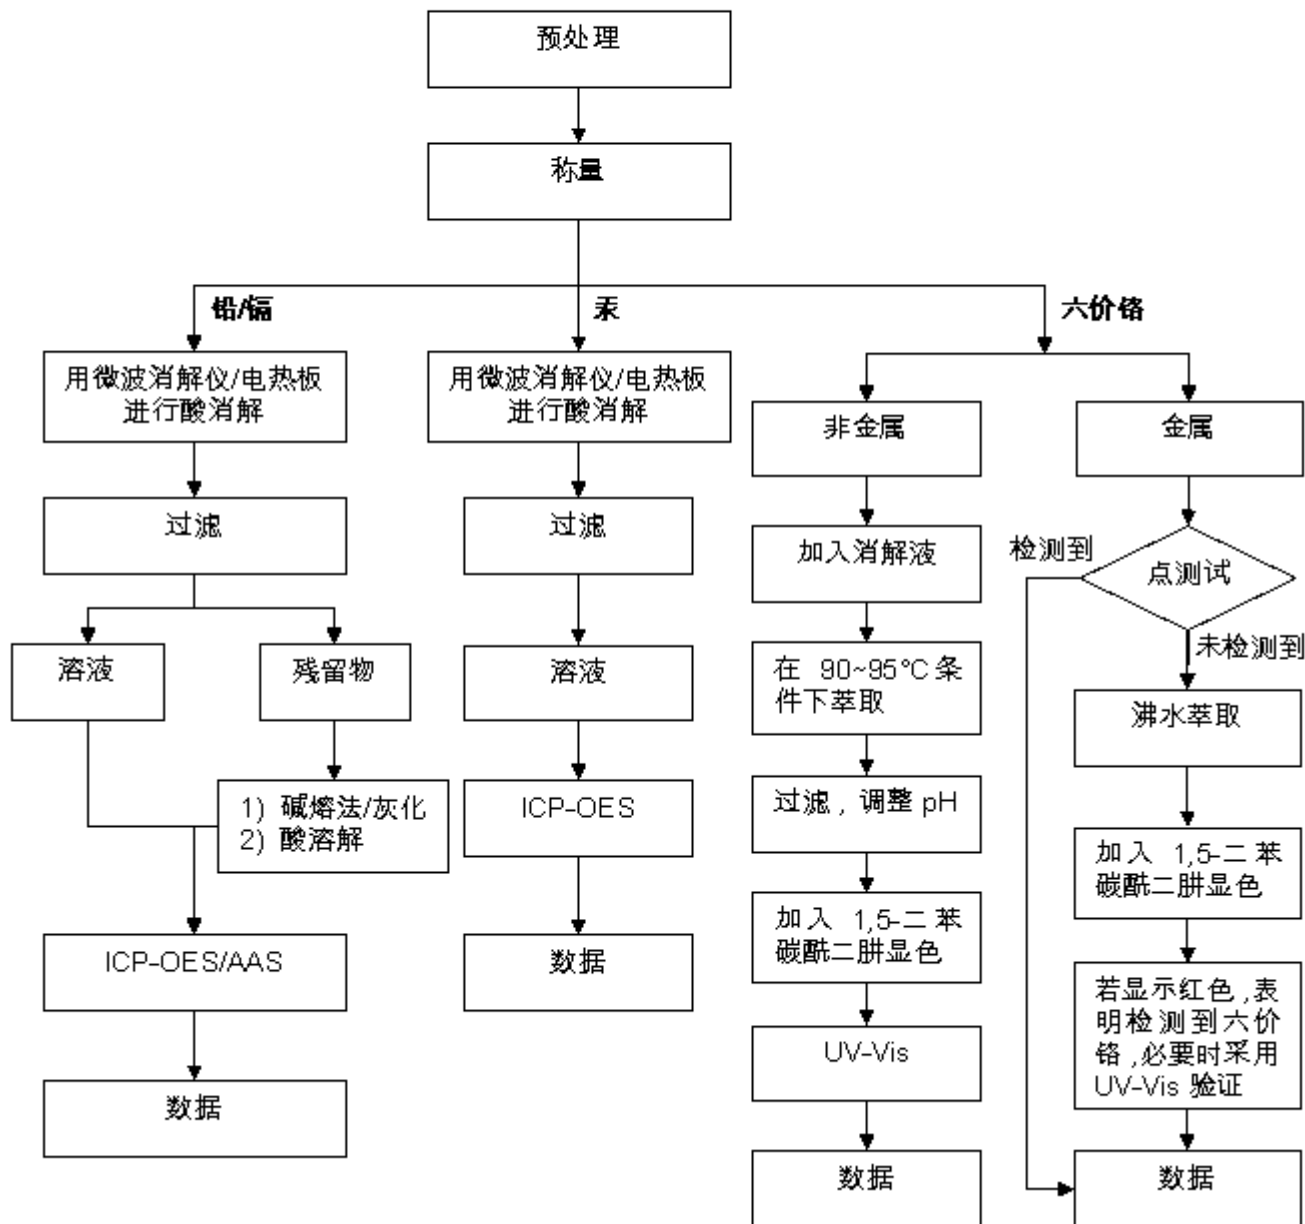 预处理
称量
铅/镉
汞
六价铬
用微波消解仪/电热板
进行酸消解
过滤
溶液
残留物
1) 碱熔法/灰化
2) 酸溶解
ICP-OES/AAS
数据
用微波消解仪/电热板
进行酸消解
过滤
溶液
ICP-OES
数据
非金属
加入消解液
在 90~95°C 条
件下萃取
过滤，调整 pH
加入 1,5-二苯
碳酰二肼显色
UV-Vis
数据
金属
点测试
检测到
未检测到
沸水萃取
加入 1,5-二苯
碳酰二肼显色
若显示红色，表
明检测到六价
铬，必要时采用
UV-Vis 验证
数据